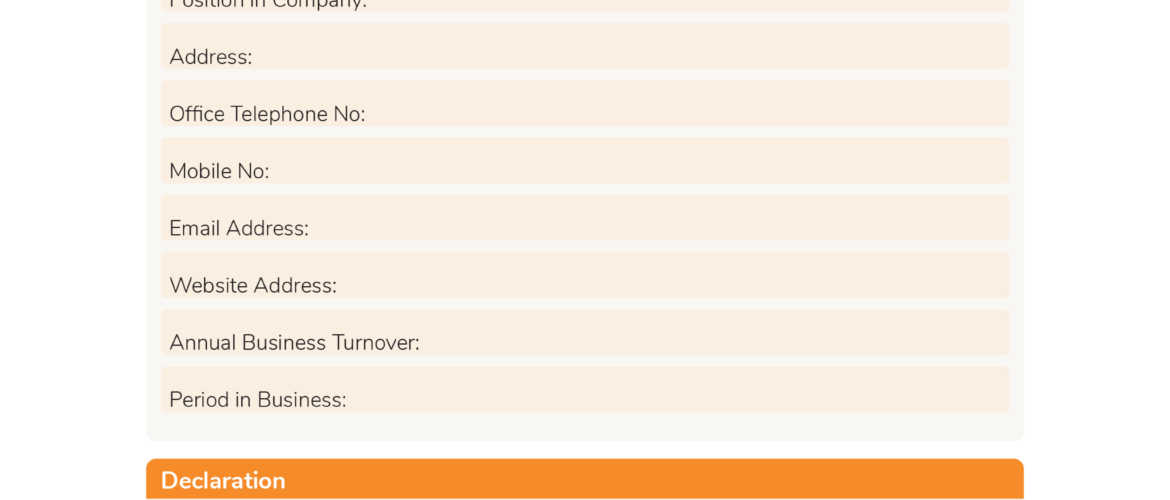 Position in Company:
Address:
Office Telephone No:
Mobile No:
Email Address:
Website Address:
Annual Business Turnover:
Period in Business:
Declaration